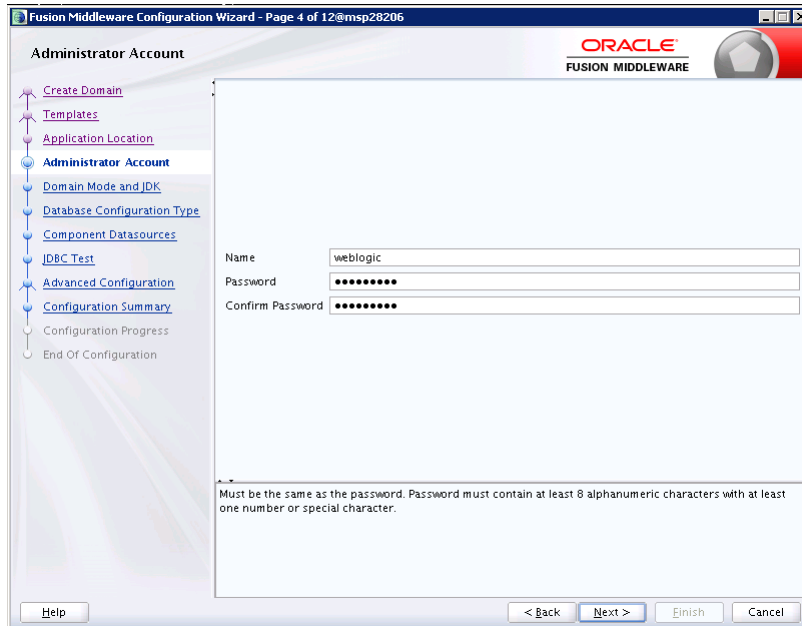 Fusion Middleware Configuration Wizard - Page 4 of 12@msp28206
Administrator Account
ORACLE
FUSION MIDDLEWARE
Create Domain
Templates
Application Location
Administrator Account
Domain Mode and JDK
Database Configuration Type
Component Datasources
JDBC Test
Advanced Configuration
Configuration Summary
Configuration Progress
End Of Configuration
Name weblogic
Password •••••••••
Confirm Password •••••••••
Must be the same as the password. Password must contain at least 8 alphanumeric characters with at least
one number or special character.
Help < Back Next > Finish Cancel